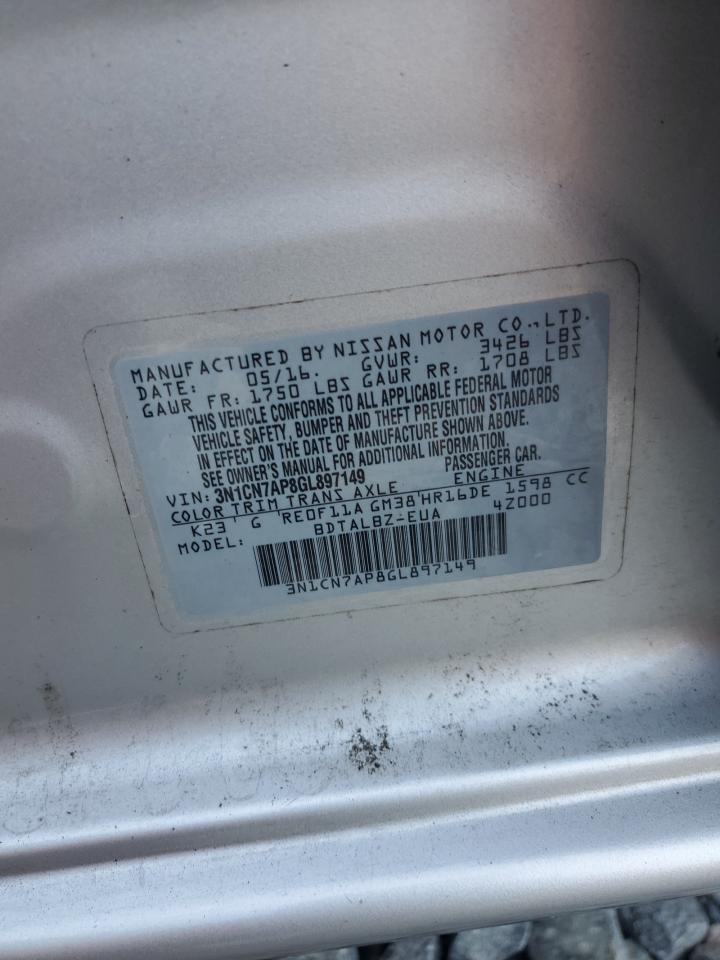 MANUFACTURED BY NISSAN MOTOR CO.,LTD.
DATE: 05/16. GVWR: 3426 LBS
GAWR FR: 1750 LBS GAWR RR: 1708 LBS
THIS VEHICLE CONFORMS TO ALL APPLICABLE FEDERAL MOTOR
VEHICLE SAFETY, BUMPER AND THEFT PREVENTION STANDARDS
IN EFFECT ON THE DATE OF MANUFACTURE SHOWN ABOVE.
SEE OWNER'S MANUAL FOR ADDITIONAL INFORMATION.
VIN: 3N1CN7AP8GL897149 PASSENGER CAR.
COLOR TRIM TRANS AXLE ENGINE
K23 ' G 'RE0F11A GM38'HR16DE 1598 CC
MODEL: BDTALBZ-EUA 4Z000
3N1CN7AP8GL897149